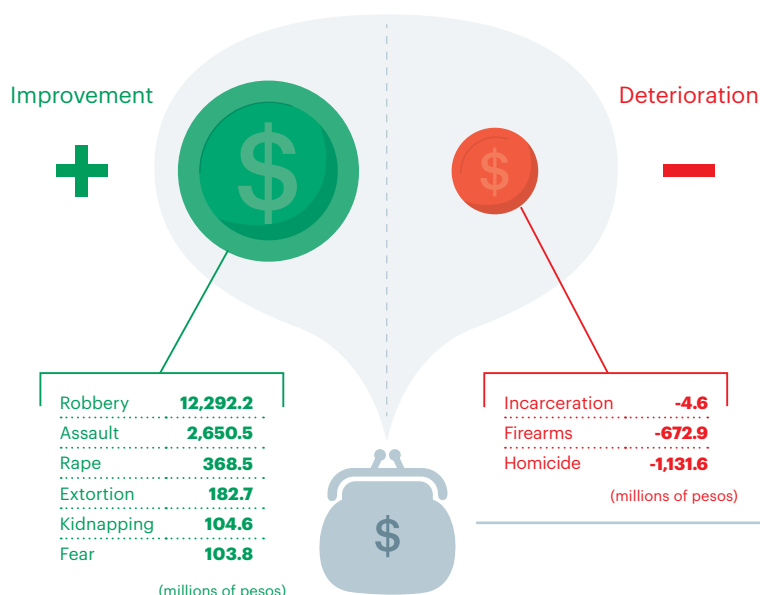 Improvement
Deterioration
$
$
Robbery 12,292.2
Assault 2,650.5
Rape 368.5
Extortion 182.7
Kidnapping 104.6
Fear 103.8
(millions of pesos)
Incarceration -4.6
Firearms -672.9
Homicide -1,131.6
(millions of pesos)
$